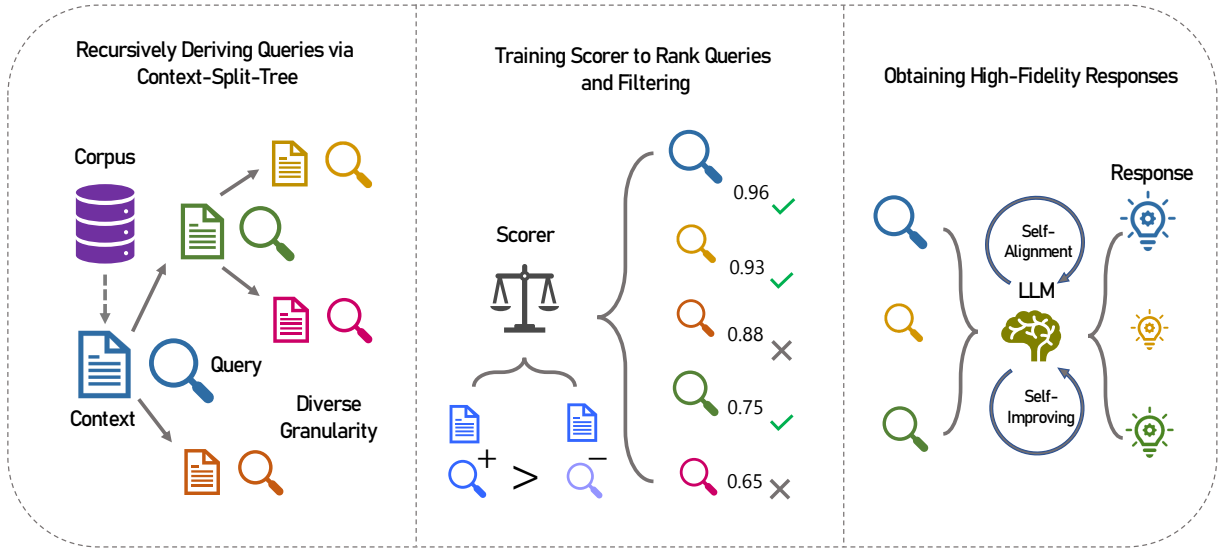 Recursively Deriving Queries via
Context-Split-Tree
Corpus
Query
Context
Diverse
Granularity
Training Scorer to Rank Queries
and Filtering
Scorer
+
>
−
0.96
0.93
0.88
0.75
0.65
Obtaining High-Fidelity Responses
Response
Self-
Alignment
LLM
Self-
Improving